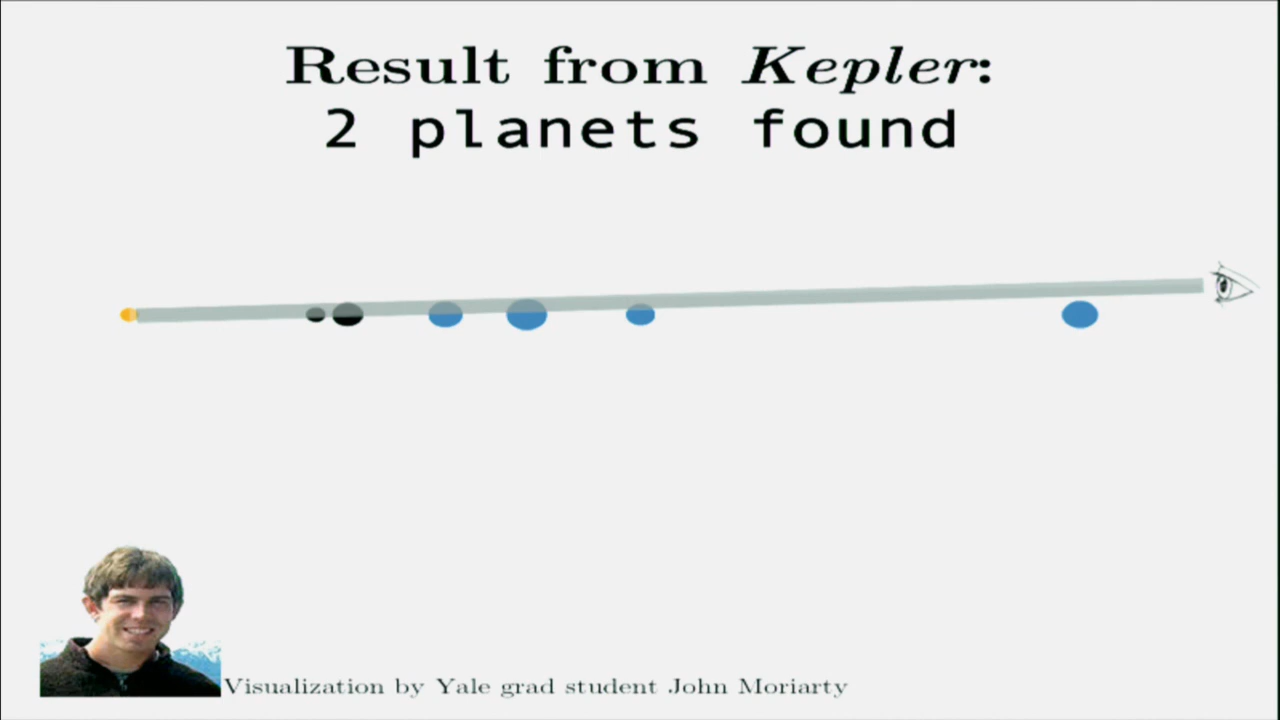 Result from Kepler:
2 planets found
Visualization by Yale grad student John Moriarty